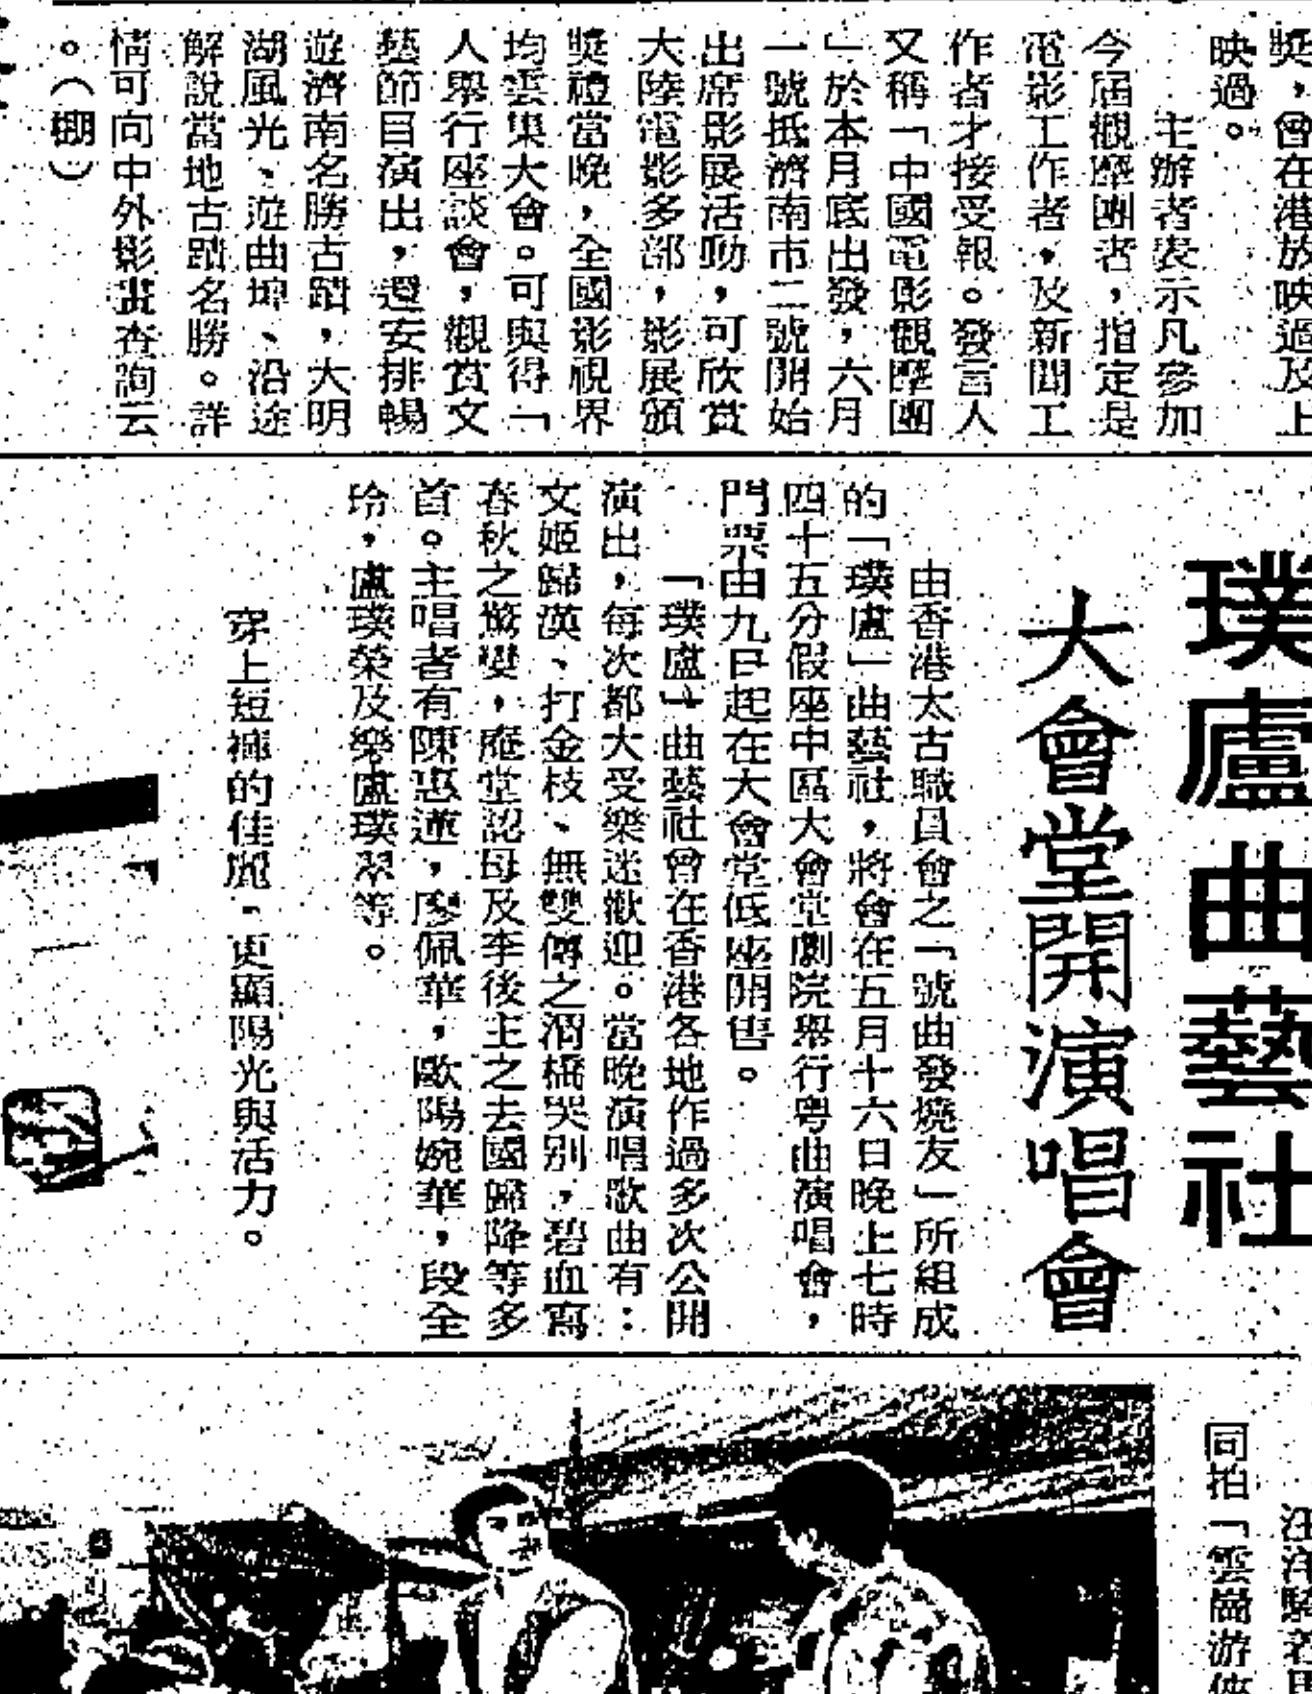 獎，曾在港放映過及上
映過。
主辦者表示凡參加
今屆觀摩團者，指定是
電影工作者，及新聞工
作者才接受報。發言人
又稱「中國電影觀摩團
」於本月底出發，六月
一號抵濟南市二號開始
出席影展活動，可欣賞
大陸電影多部，影展頒
獎禮當晚，全國影視界
均雲集大會。可與得「
人舉行座談會，觀賞文
藝節目演出，還安排暢
遊濟南名勝古蹟，大明
湖風光、遊曲埠、沿途
解說當地古蹟名勝。詳
情可向中外影畫查詢云
。（棚）
璞廬曲藝社
大會堂開演唱會
由香港太古職員會之「號曲發燒友」所組成
的「璞盧」曲藝社，將會在五月十六日晚上七時
四十五分假座中區大會堂劇院舉行粵曲演唱會，
門票由九日起在大會堂低座開售。
「璞盧」曲藝社曾在香港各地作過多次公開
演出，每次都大受樂迷歡迎。當晚演唱歌曲有：
文姬歸漢、打金枝、無雙傳之渭橋哭別，碧血寫
春秋之驚變，庵堂認母及李後主之去國歸降等多
首。主唱者有陳惠蓮，廖佩華，歐陽婉華，段全
玲，盧璞榮及樂盧璞翠等。
穿上短褲的佳麗，更顯陽光與活力。
汪洋騎着
同拍「雲崗游俠